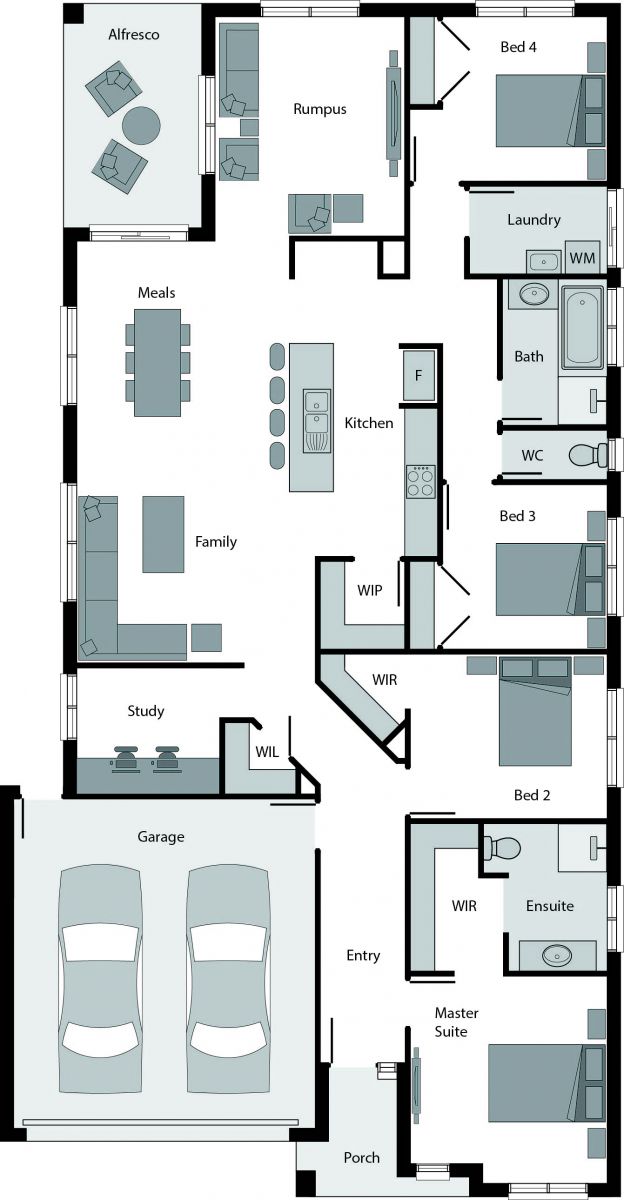 Alfresco
Bed 4
Rumpus
Laundry
WM
Meals
Bath
F
Kitchen
WC
Bed 3
Family
WIP
WIR
Study
WIL
Bed 2
Garage
WIR
Ensuite
Entry
Master
Suite
Porch